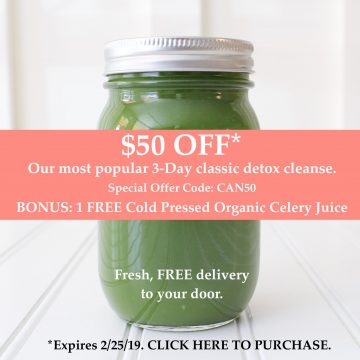 $50 OFF*
Our most popular 3-Day classic detox cleanse.
Special Offer Code: CAN50
BONUS: 1 FREE Cold Pressed Organic Celery Juice
Fresh, FREE delivery
to your door.
*Expires 2/25/19. CLICK HERE TO PURCHASE.